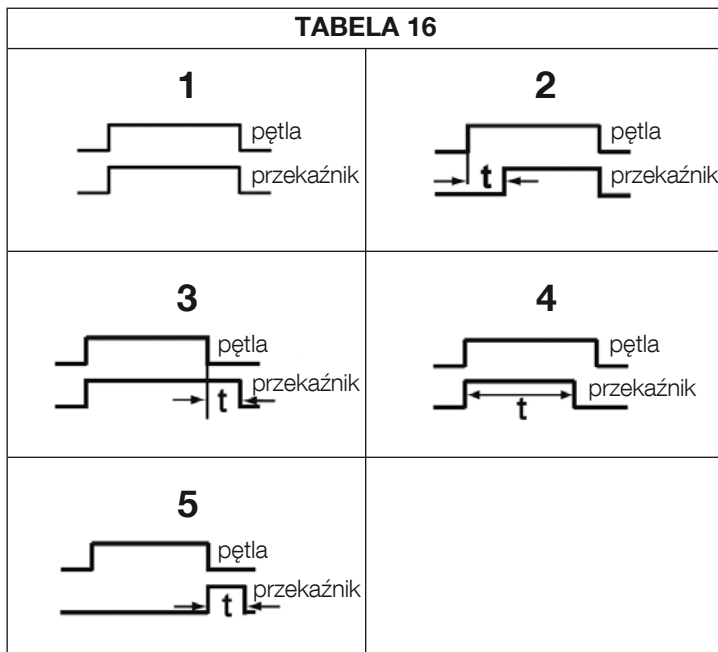 TABELA 16
1
pętla
przekaźnik
2
pętla
t
przekaźnik
3
pętla
przekaźnik
t
4
pętla
przekaźnik
t
5
pętla
przekaźnik
t